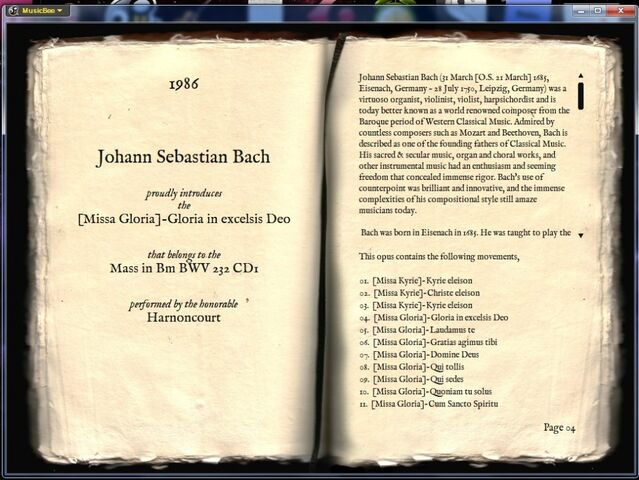 MusicBee
1986
Johann Sebastian Bach
proudly introduces
the
[Missa Gloria]-Gloria in excelsis Deo
that belongs to the
Mass in Bm BWV 232 CD1
performed by the honorable
Harnoncourt
Johann Sebastian Bach (31 March [O.S. 21 March] 1685,
Eisenach, Germany - 28 July 1750, Leipzig, Germany) was a
virtuoso organist, violinist, violist, harpsichordist and is
today better known as a world renowned composer from the
Baroque period of Western Classical Music. Admired by
countless composers such as Mozart and Beethoven, Bach is
described as one of the founding fathers of Classical Music.
His sacred & secular music, organ and choral works, and
other instrumental music had an enthusiasm and seeming
freedom that concealed immense rigor. Bach's use of
counterpoint was brilliant and innovative, and the immense
complexities of his compositional style still amaze
musicians today.
Bach was born in Eisenach in 1685. He was taught to play the
This opus contains the following movements,
01. [Missa Kyrie]-Kyrie eleison
02. [Missa Kyrie]-Christe eleison
03. [Missa Kyrie]-Kyrie eleison
04. [Missa Gloria]-Gloria in excelsis Deo
05. [Missa Gloria]-Laudamus te
06. [Missa Gloria]-Gratias agimus tibi
07. [Missa Gloria]-Domine Deus
08. [Missa Gloria]-Qui tollis
09. [Missa Gloria]-Qui sedes
10. [Missa Gloria]-Quoniam tu solus
11. [Missa Gloria]-Cum Sancto Spiritu
Page 04